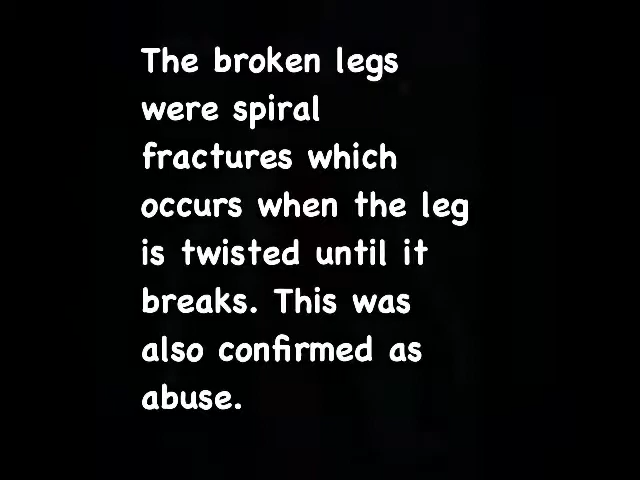 The broken legs
were spiral
fractures which
occurs when the leg
is twisted until it
breaks. This was
also confirmed as
abuse.